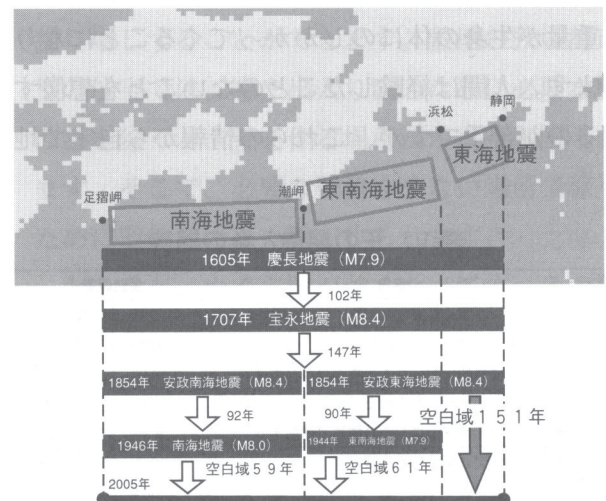 静岡
浜松
東海地震
足摺岬
潮岬
東南海地震
南海地震
1605年 慶長地震（M7.9）
102年
1707年 宝永地震（M8.4）
147年
1854年 安政南海地震（M8.4）
1854年 安政東海地震（M8.4）
92年
90年
空白域151年
1946年 南海地震（M8.0）
1944年 東南海地震（M7.9）
空白域59年
空白域61年
2005年